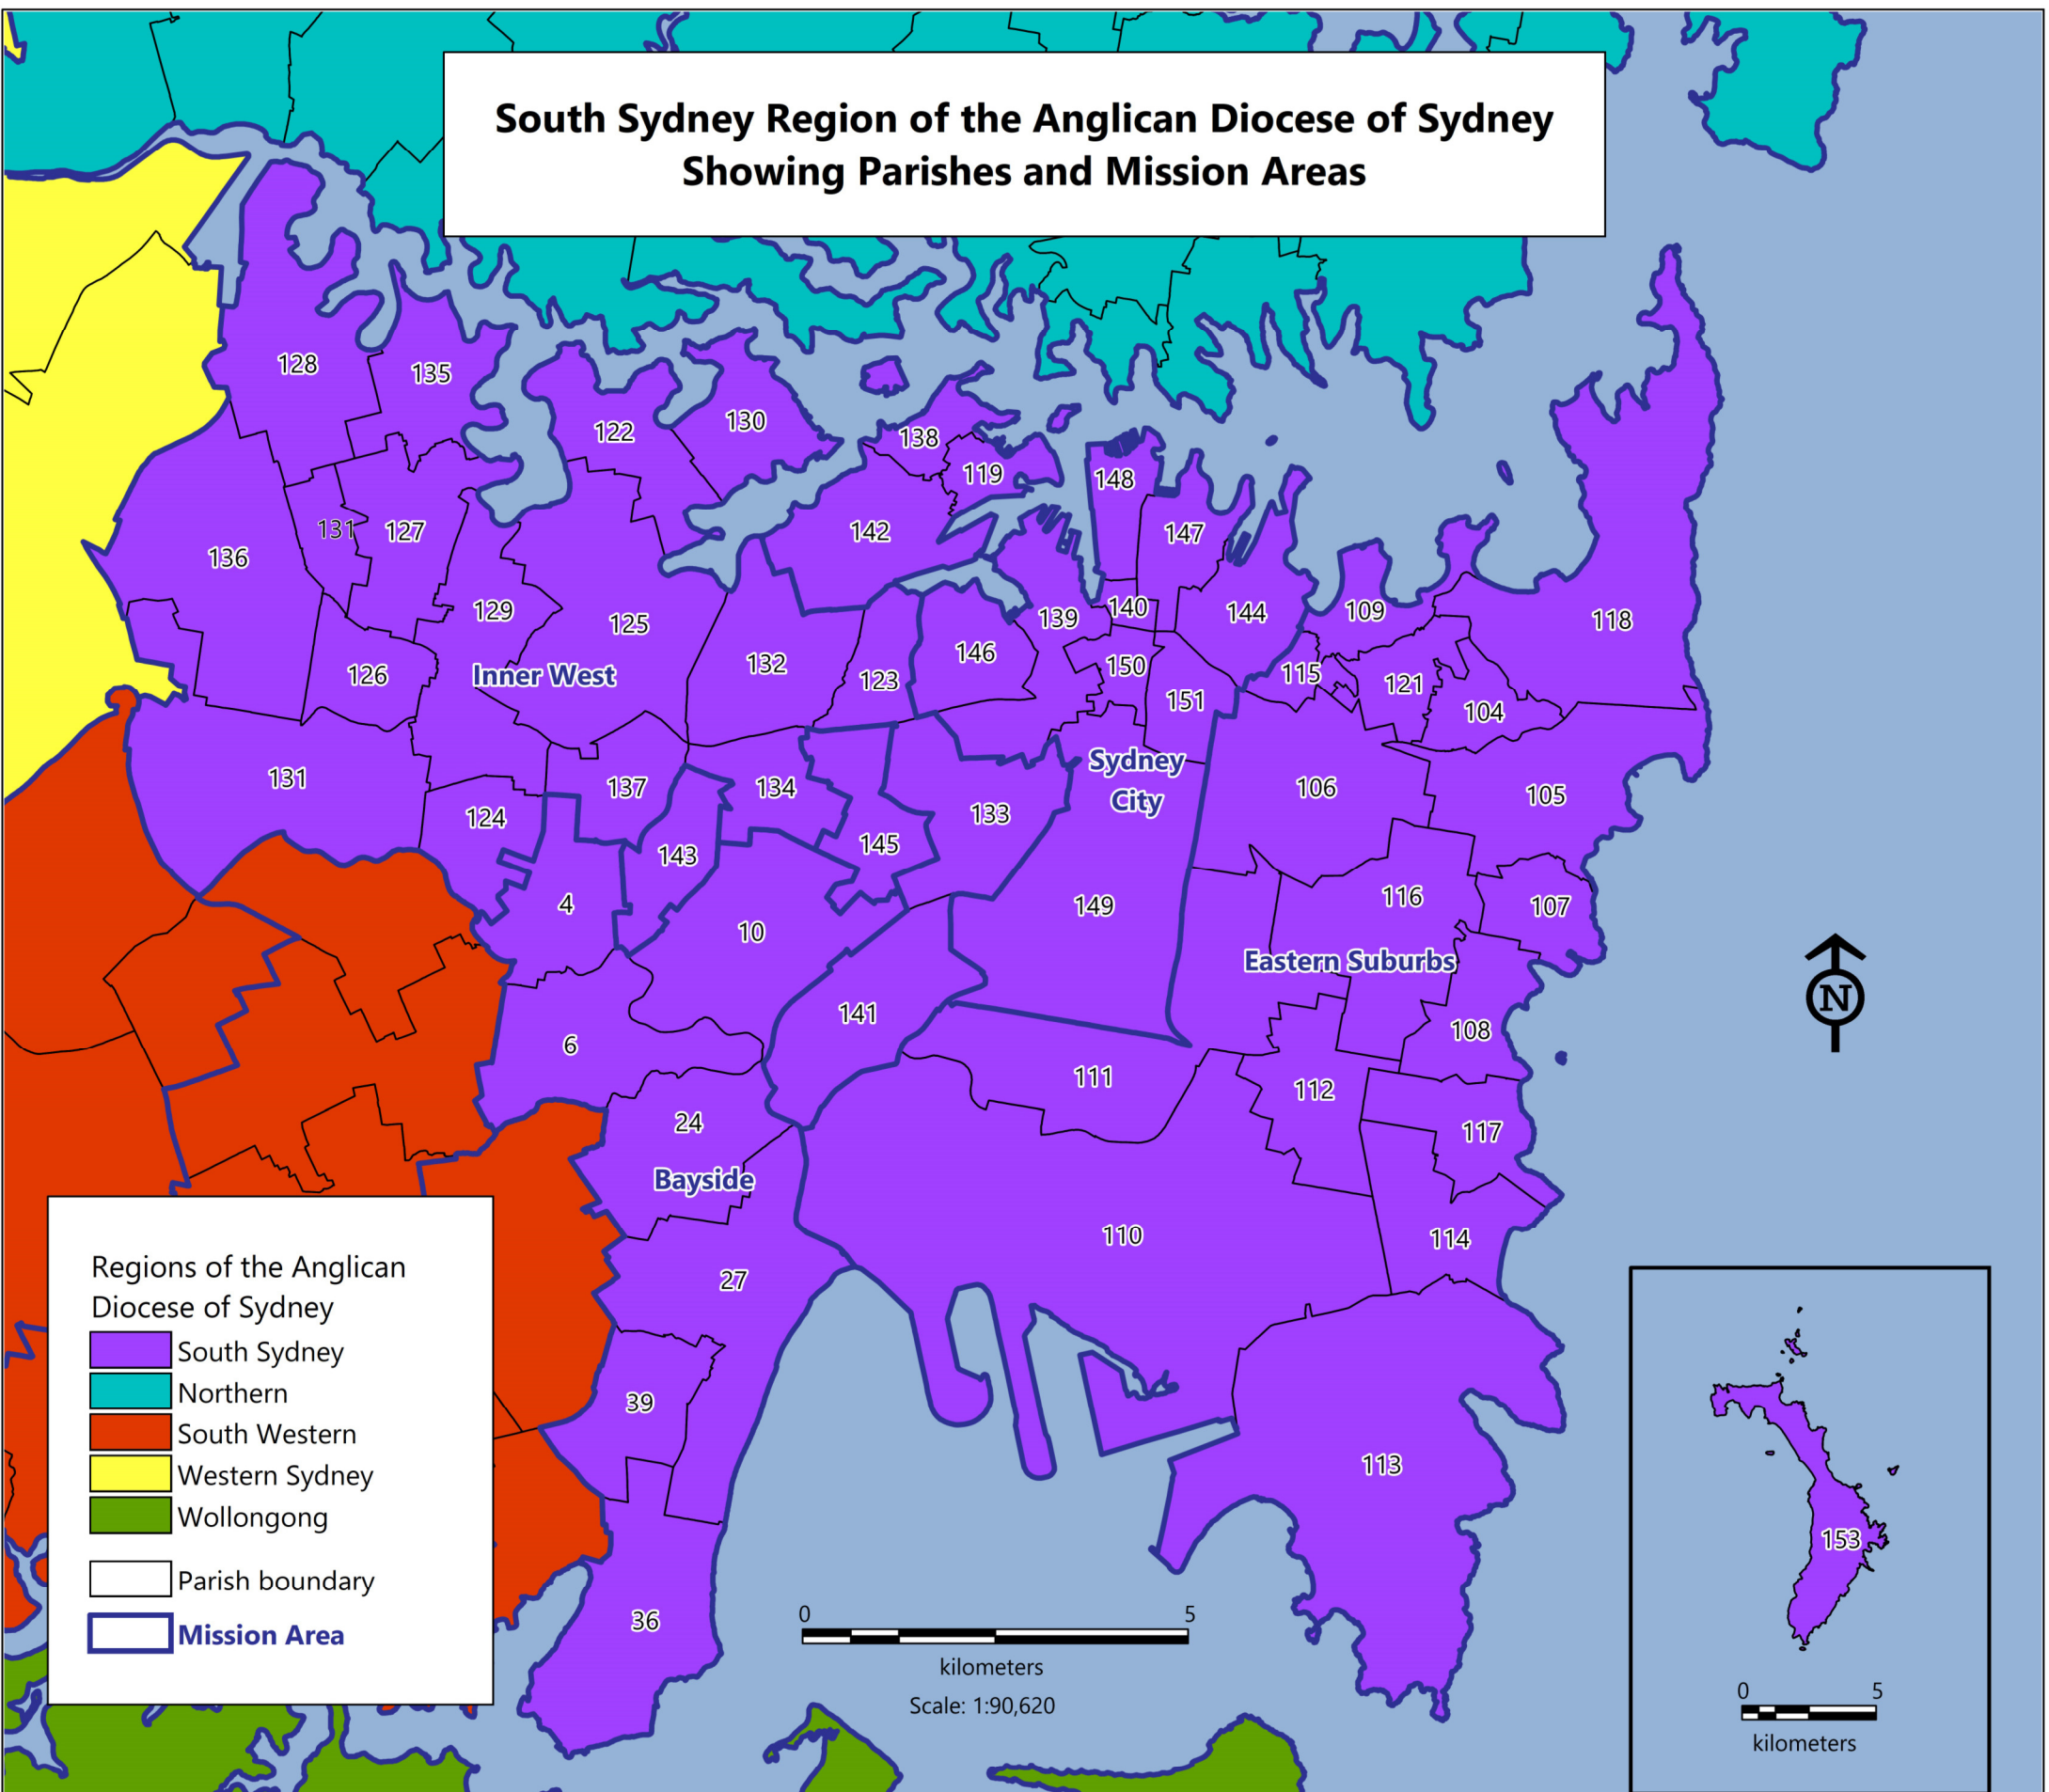 South Sydney Region of the Anglican Diocese of Sydney
Showing Parishes and Mission Areas
128
135
122
130
138
119
148
131
127
142
147
136
129
125
139
140
144
109
118
126
Inner West
132
123
146
150
115
121
151
104
131
137
134
Sydney
City
106
105
124
143
145
133
4
10
149
116
107
Eastern Suburbs
6
141
108
111
112
24
117
Bayside
110
114
27
39
113
36
N
Regions of the Anglican
Diocese of Sydney
South Sydney
Northern
South Western
Western Sydney
Wollongong
Parish boundary
Mission Area
0 5
kilometers
Scale: 1:90,620
153
0 5
kilometers